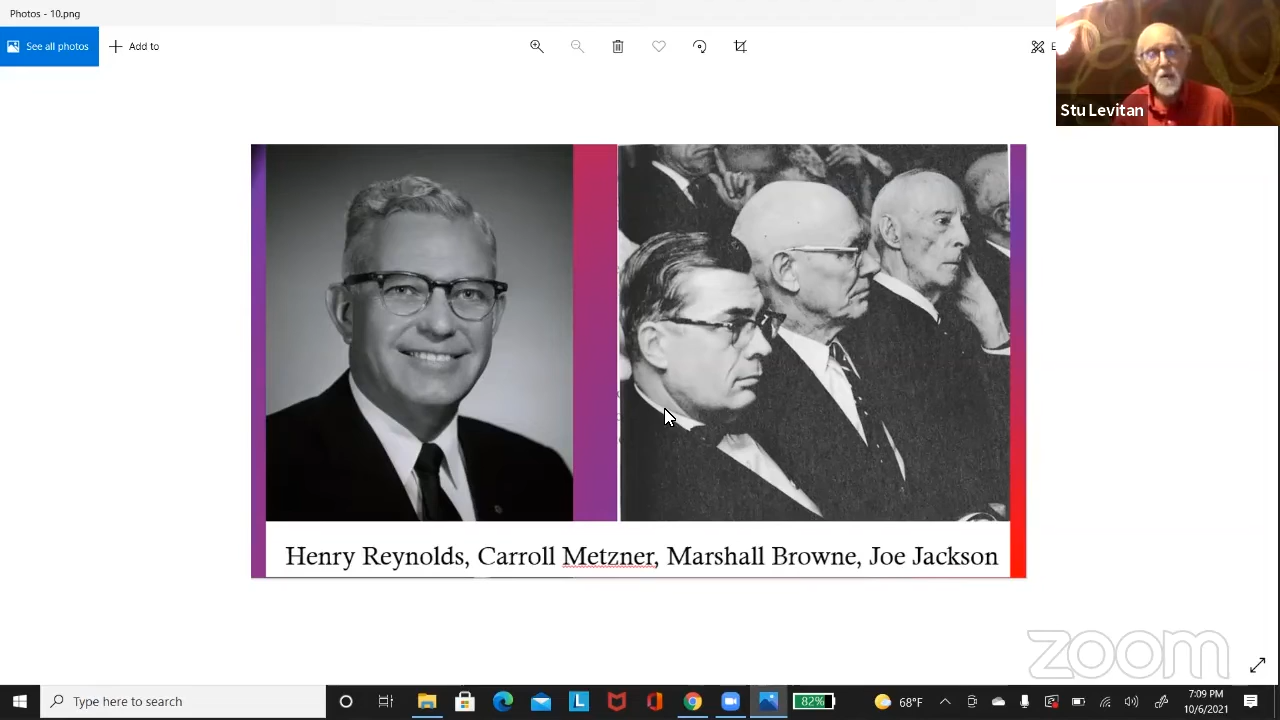 Photos - 10.png
See all photos
Add to
Stu Levitan
Henry Reynolds, Carroll Metzner, Marshall Browne, Joe Jackson
zoom
Type here to search
82%
68°F
7:09 PM
10/6/2021